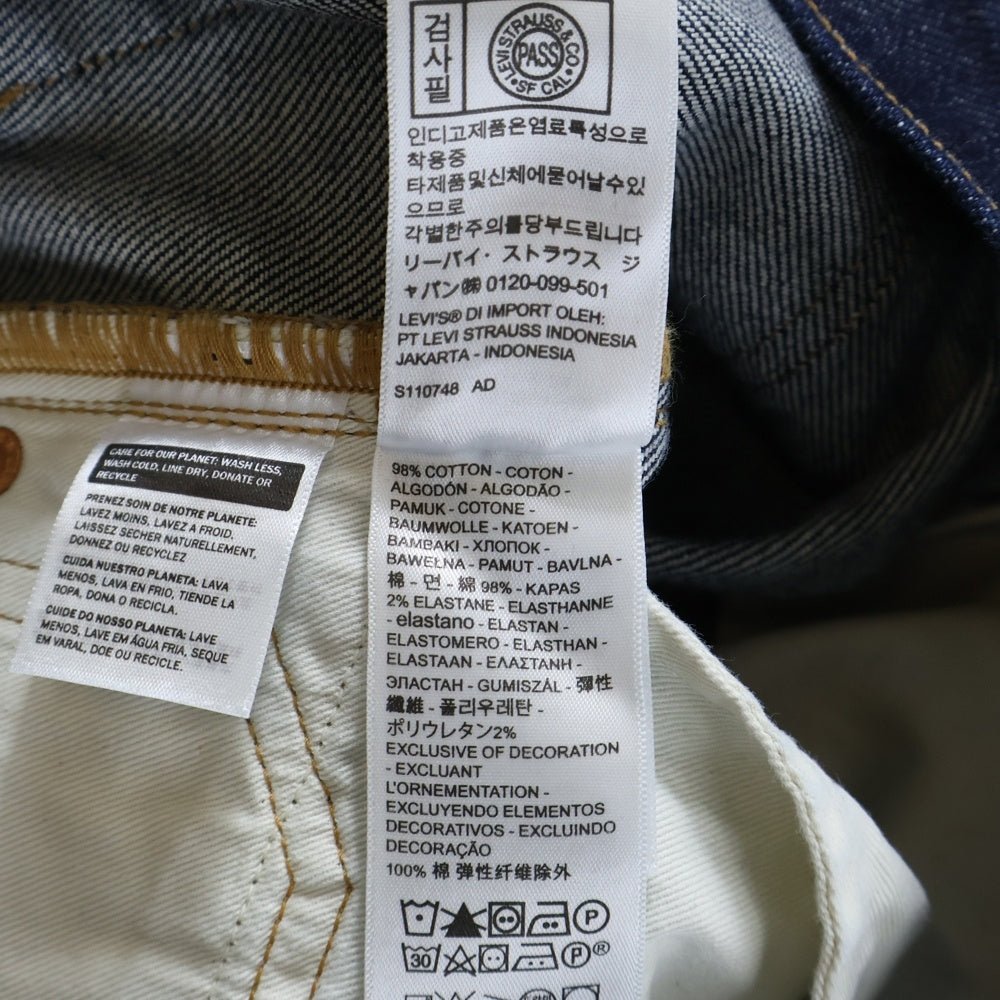 검
사
필
LEVI STRAUSS & CO
PASS
SF CAL
인디고제품은염료특성으로
착용중
타제품및신체에묻어날수있
으므로
각별한주의를당부드립니다
リーバイ・ストラウス ジ
ャパン㈱ 0120-099-501
LEVI'S® DI IMPORT OLEH:
PT LEVI STRAUSS INDONESIA
JAKARTA - INDONESIA
S110748 AD
98% COTTON - COTON -
ALGODÓN - ALGODÃO -
PAMUK - COTONE -
BAUMWOLLE - KATOEN -
BAMBAKI - ХЛОПОК -
BAWEŁNA - PAMUT - BAVLNA -
棉 - 면 - 綿 98% - KAPAS
2% ELASTANE - ELASTHANNE
- elastano - ELASTAN -
ELASTOMERO - ELASTHAN -
ELASTAAN - ΕΛΑΣΤΑΝΗ -
ЭЛАСТАН - GUMISZÁL - 彈性
纖維 - 폴리우레탄 -
ポリウレタン2%
EXCLUSIVE OF DECORATION
- EXCLUANT
L'ORNEMENTATION -
EXCLUYENDO ELEMENTOS
DECORATIVOS - EXCLUINDO
DECORAÇÃO
100% 棉 弹性纤维除外
P
30 P®
CARE FOR OUR PLANET: WASH LESS,
WASH COLD, LINE DRY, DONATE OR
RECYCLE
PRENEZ SOIN DE NOTRE PLANETE:
LAVEZ MOINS, LAVEZ A FROID,
LAISSEZ SECHER NATURELLEMENT,
DONNEZ OU RECYCLEZ
CUIDA NUESTRO PLANETA: LAVA
MENOS, LAVA EN FRIO, TIENDE LA
ROPA, DONA O RECICLA.
CUIDE DO NOSSO PLANETA: LAVE
MENOS, LAVE EM ÁGUA FRIA, SEQUE
EM VARAL, DOE OU RECICLE.